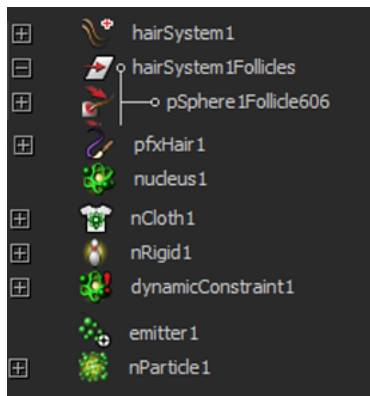 hairSystem1
hairSystem1Follicles
pSphere1Follicle606
pfxHair1
nucleus1
nCloth1
nRigid1
dynamicConstraint1
emitter1
nParticle1